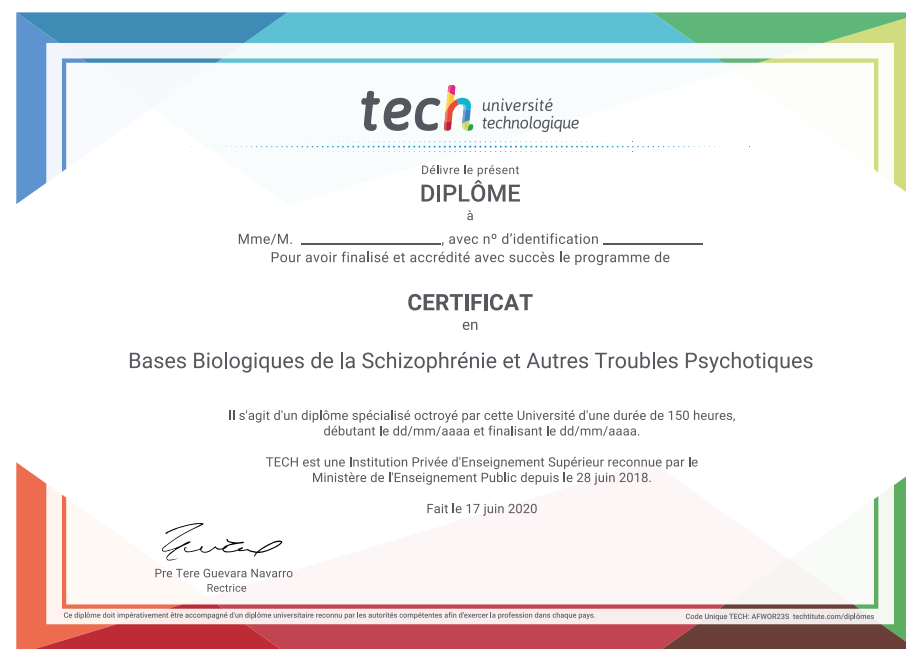 tech université
technologique
Délivre le présent
DIPLÔME
à
Mme/M. ____________________, avec nº d'identification ______________
Pour avoir finalisé et accrédité avec succès le programme de
CERTIFICAT
en
Bases Biologiques de la Schizophrénie et Autres Troubles Psychotiques
Il s'agit d'un diplôme spécialisé octroyé par cette Université d'une durée de 150 heures,
débutant le dd/mm/aaaa et finalisant le dd/mm/aaaa.
TECH est une Institution Privée d'Enseignement Supérieur reconnue par le
Ministère de l'Enseignement Public depuis le 28 juin 2018.
Fait le 17 juin 2020
Pre Tere Guevara Navarro
Rectrice
Ce diplôme doit impérativement être accompagné d'un diplôme universitaire reconnu par les autorités compétentes afin d'exercer la profession dans chaque pays.
Code Unique TECH: AFWOR23S techtitute.com/diplômes